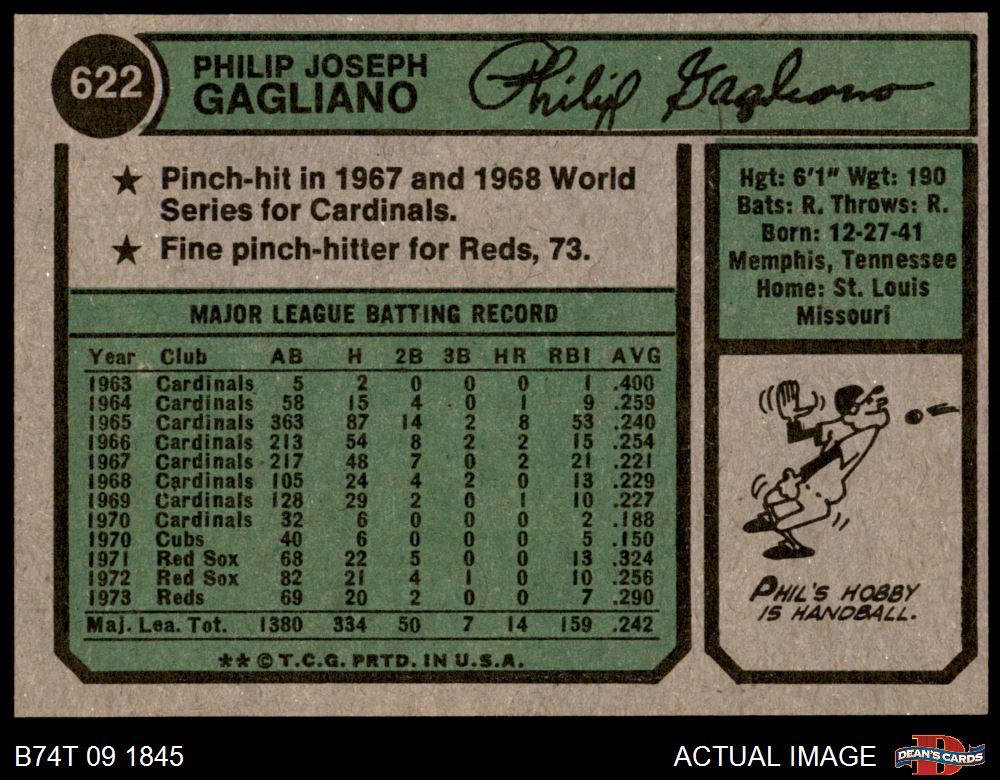 622
PHILIP JOSEPH
GAGLIANO
Philip Gagliano
★ Pinch-hit in 1967 and 1968 World
Series for Cardinals.
★ Fine pinch-hitter for Reds, 73.
Hgt: 6'1" Wgt: 190
Bats: R. Throws: R.
Born: 12-27-41
Memphis, Tennessee
Home: St. Louis
Missouri
MAJOR LEAGUE BATTING RECORD
Year Club AB H 2B 3B HR RBI AVG
1963 Cardinals 5 2 0 0 0 1 .400
1964 Cardinals 58 15 4 0 1 9 .259
1965 Cardinals 363 87 14 2 8 53 .240
1966 Cardinals 213 54 8 2 2 15 .254
1967 Cardinals 217 48 7 0 2 21 .221
1968 Cardinals 105 24 4 2 0 13 .229
1969 Cardinals 128 29 2 0 1 10 .227
1970 Cardinals 32 6 0 0 0 2 .188
1970 Cubs 40 6 0 0 0 5 .150
1971 Red Sox 68 22 5 0 0 13 .324
1972 Red Sox 82 21 4 1 0 10 .256
1973 Reds 69 20 2 0 0 7 .290
Maj. Lea. Tot. 1380 334 50 7 14 159 .242
** © T.C.G. PRTD. IN U.S.A.
PHIL'S HOBBY
IS HANDBALL.
B74T 09 1845
ACTUAL IMAGE
D
DEAN'S CARDS